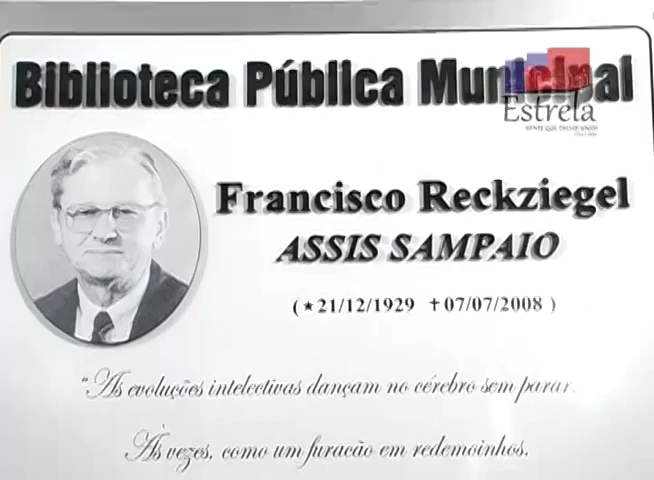 Biblioteca Pública Municipal
Estrela
Francisco Reckziegel
ASSIS SAMPAIO
(★21/12/1929 ✝07/07/2008 )
“As evoluções intelectivas dançam no cérebro sem parar.
Às vezes, como um furacão em redemoinhos.